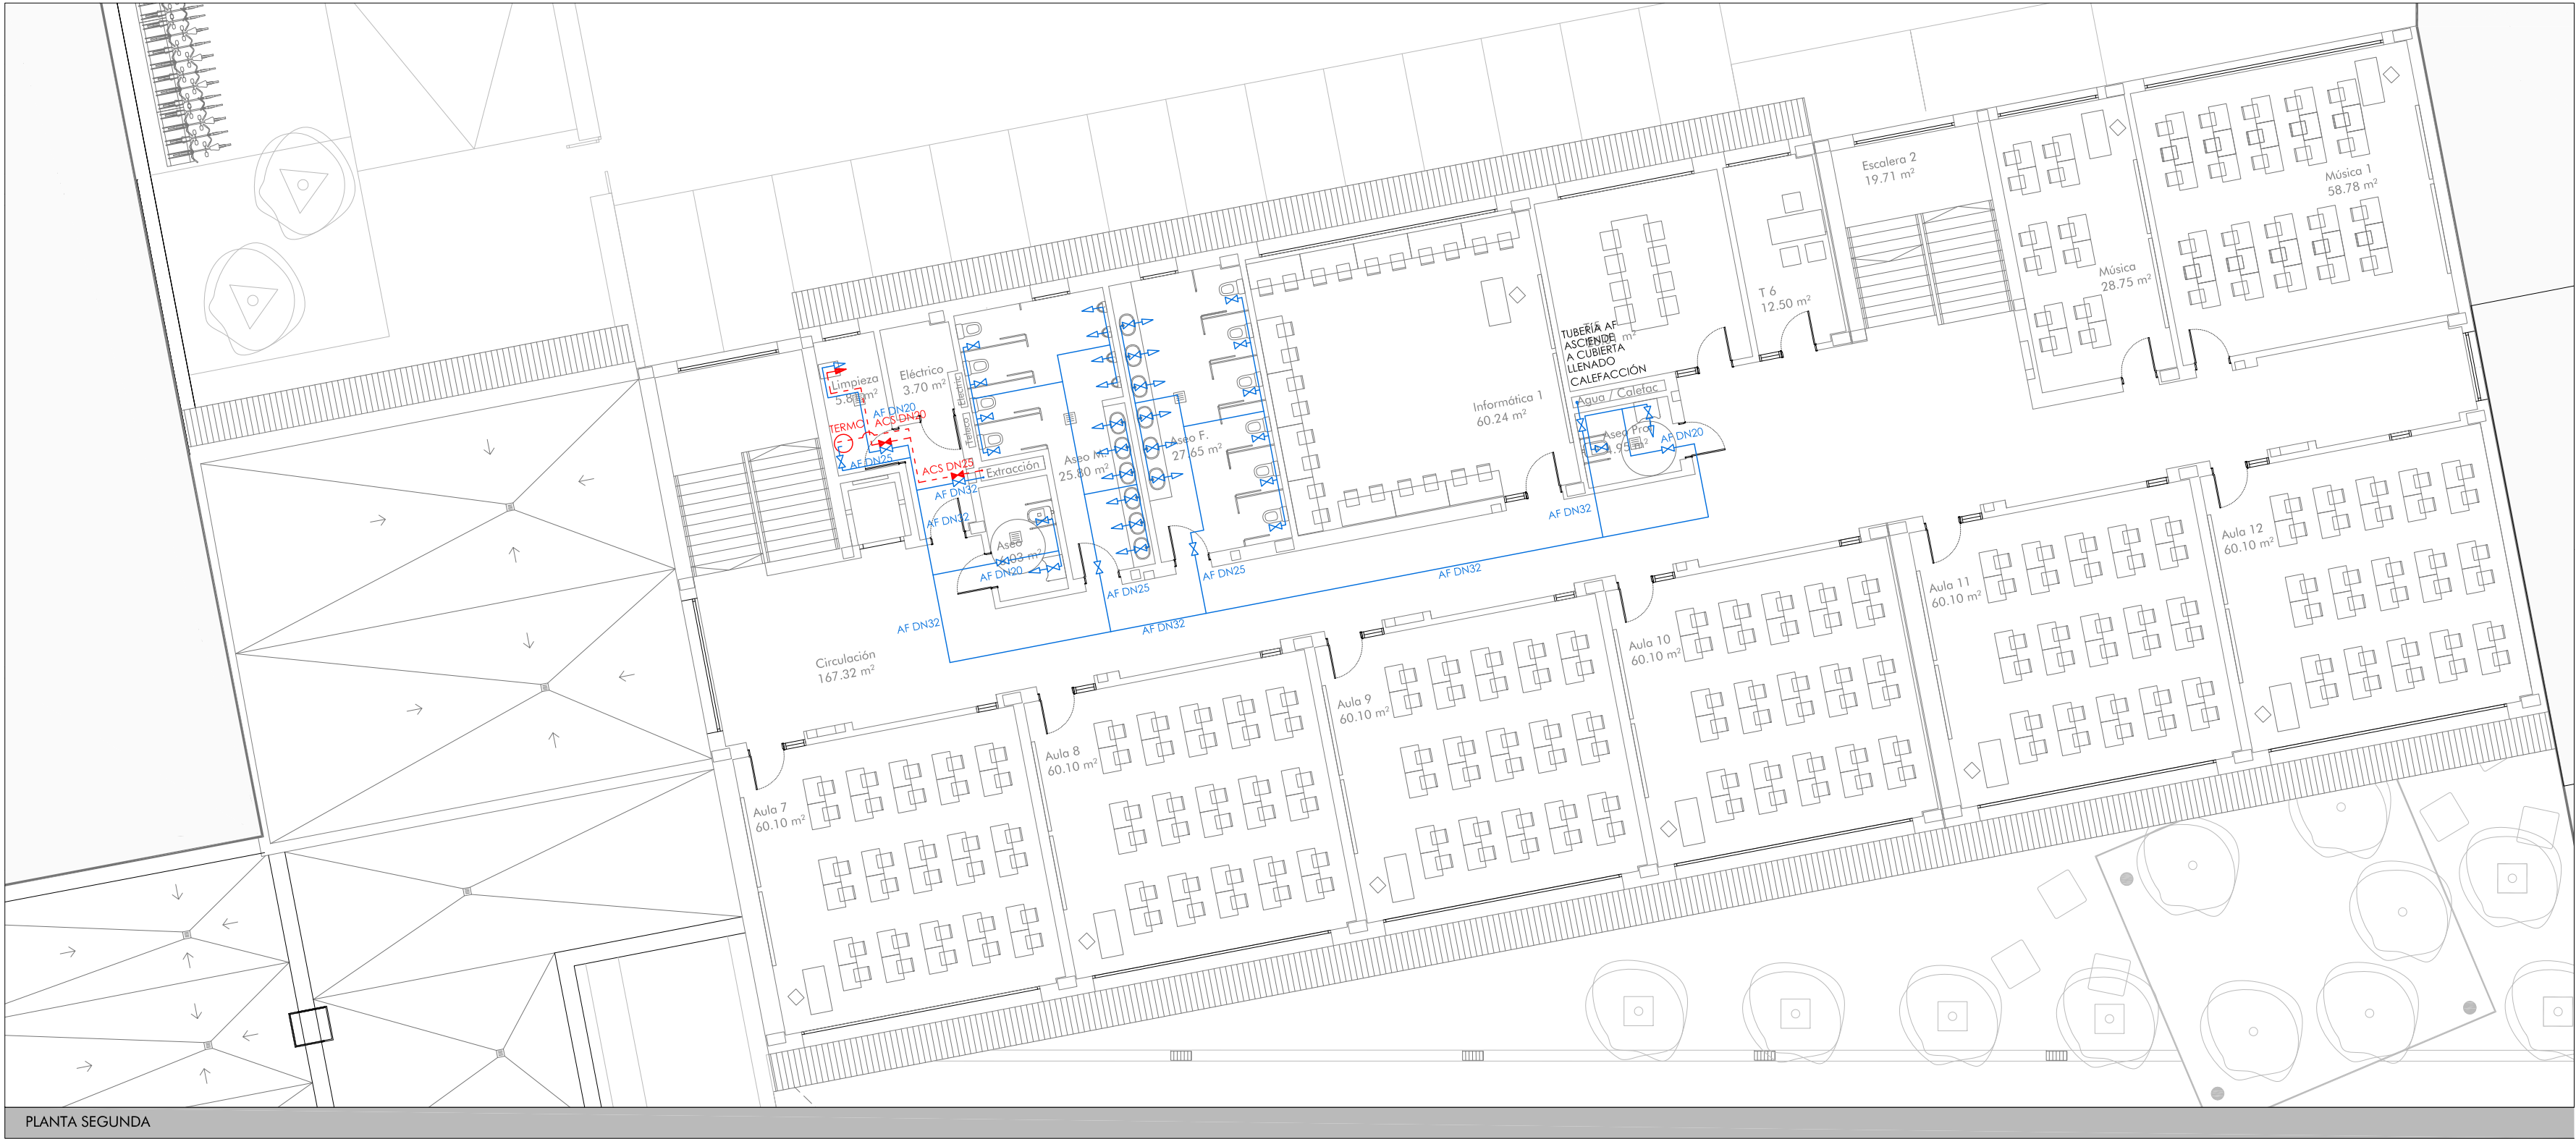 Escalera 2
19.71 m²
Música 1
58.78 m²
Música
28.75 m²
T 6
12.50 m²
TUBERÍA AF
ASCIENDE
A CUBIERTA
LLENADO
CALEFACCIÓN
Agua / Calefac
AF DN20
AF DN32
Informática 1
60.24 m²
Limpieza
Eléctrico
3.70 m²
Electric
Teleco
AF DN20
ACS DN20
TERMO
AF DN25
ACS DN25
Extracción
AF DN32
AF DN32
Aseo
AF DN20
Aseo
25.80 m²
Aseo F.
27.65 m²
AF DN25
AF DN25
AF DN32
AF DN32
AF DN32
Circulación
167.32 m²
Aula 7
60.10 m²
Aula 8
60.10 m²
Aula 9
60.10 m²
Aula 10
60.10 m²
Aula 11
60.10 m²
Aula 12
60.10 m²
PLANTA SEGUNDA